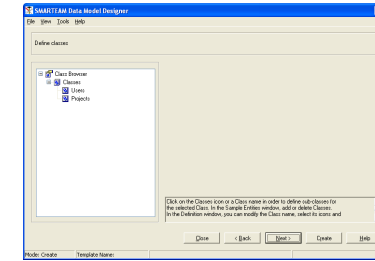 SMARTEAM Data Model Designer
File View Tools Help
Define classes
Class Browser
Classes
Users
Projects
Click on the Classes icon or a Class name in order to define sub-classes for
the selected Class. In the Sample Entities window, add or delete Classes.
In the Definition window, you can modify the Class name, select its icons and
Close < Back Next > Create Help
Mode: Create Template Name: